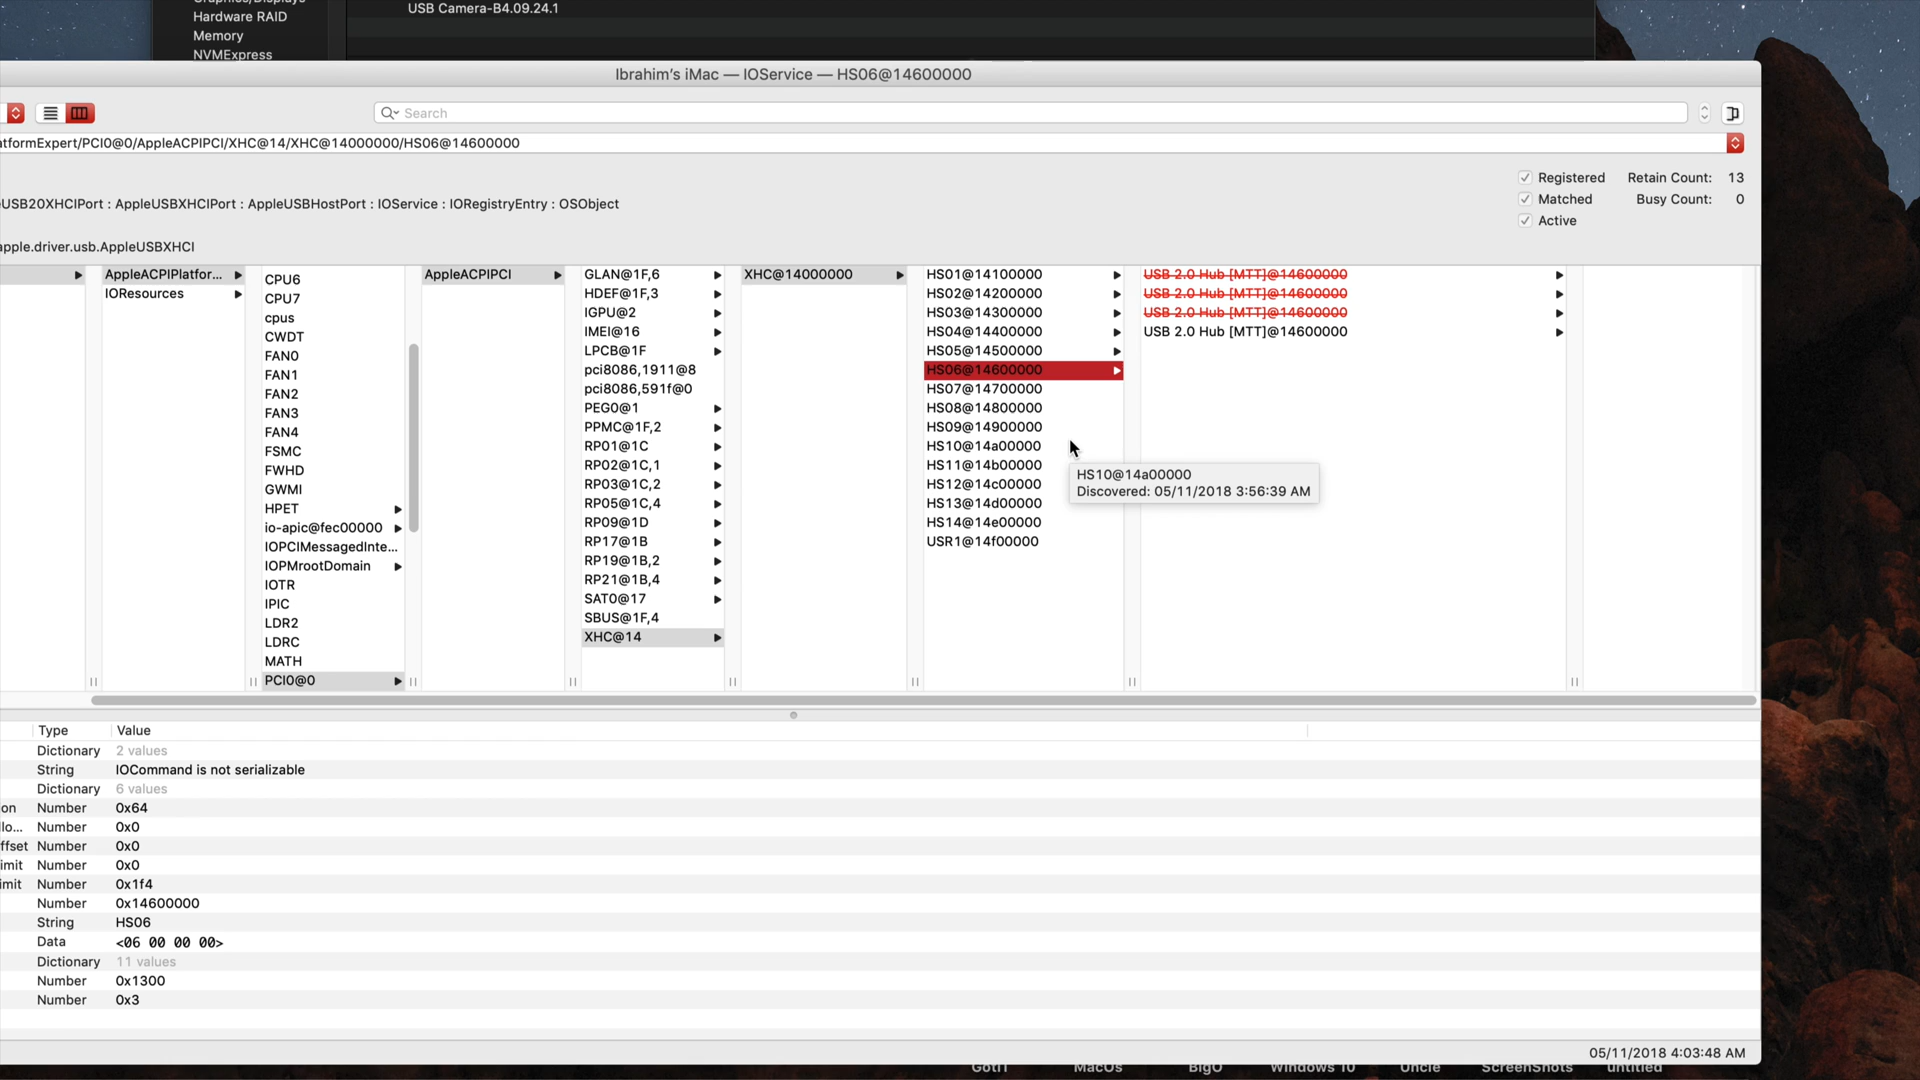 Graphics/Displays
Hardware RAID
Memory
NVMExpress
USB Camera-B4.09.24.1
Ibrahim's iMac — IOService — HS06@14600000
Search
atformExpert/PCI0@0/AppleACPIPCI/XHC@14/XHC@14000000/HS06@14600000
Registered
Retain Count: 13
Matched
Busy Count: 0
Active
eUSB20XHCIPort : AppleUSBXHCIPort : AppleUSBHostPort : IOService : IORegistryEntry : OSObject
apple.driver.usb.AppleUSBXHCI
AppleACPIPlatfor...
IOResources
CPU6
CPU7
cpus
CWDT
FAN0
FAN1
FAN2
FAN3
FAN4
FSMC
FWHD
GWMI
HPET
io-apic@fec00000
IOPCIMessagedInte...
IOPMrootDomain
IOTR
IPIC
LDR2
LDRC
MATH
PCI0@0
AppleACPIPCI
GLAN@1F,6
HDEF@1F,3
IGPU@2
IMEI@16
LPCB@1F
pci8086,1911@8
pci8086,591f@0
PEG0@1
PPMC@1F,2
RP01@1C
RP02@1C,1
RP03@1C,2
RP05@1C,4
RP09@1D
RP17@1B
RP19@1B,2
RP21@1B,4
SAT0@17
SBUS@1F,4
XHC@14
XHC@14000000
HS01@14100000
HS02@14200000
HS03@14300000
HS04@14400000
HS05@14500000
HS06@14600000
HS07@14700000
HS08@14800000
HS09@14900000
HS10@14a00000
HS11@14b00000
HS12@14c00000
HS13@14d00000
HS14@14e00000
USR1@14f00000
USB 2.0 Hub [MTT]@14600000
USB 2.0 Hub [MTT]@14600000
USB 2.0 Hub [MTT]@14600000
USB 2.0 Hub [MTT]@14600000
HS10@14a00000
Discovered: 05/11/2018 3:56:39 AM
Type Value
Dictionary 2 values
String IOCommand is not serializable
Dictionary 6 values
on Number 0x64
llo... Number 0x0
ffset Number 0x0
imit Number 0x0
imit Number 0x1f4
Number 0x14600000
String HS06
Data <06 00 00 00>
Dictionary 11 values
Number 0x1300
Number 0x3
05/11/2018 4:03:48 AM
GotIT
MacOs
BigO
Windows 10
Uncle
ScreenShots
untitled